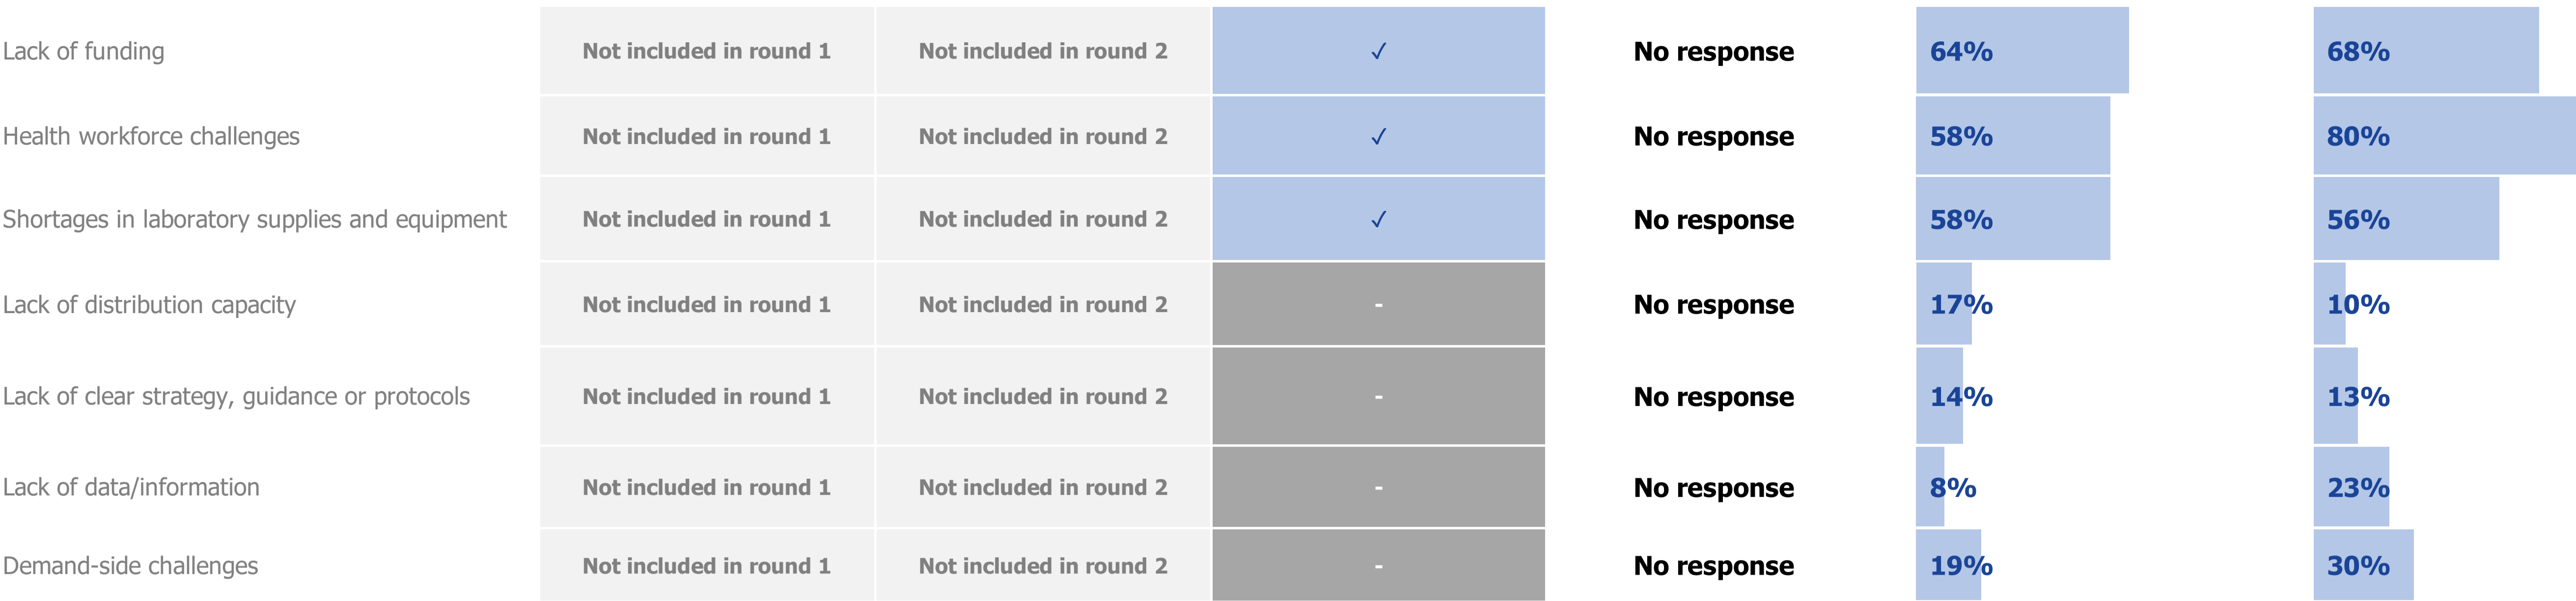 Lack of funding Not included in round 1 Not included in round 2 ✓ No response 64% 68%
Health workforce challenges Not included in round 1 Not included in round 2 ✓ No response 58% 80%
Shortages in laboratory supplies and equipment Not included in round 1 Not included in round 2 ✓ No response 58% 56%
Lack of distribution capacity Not included in round 1 Not included in round 2 - No response 17% 10%
Lack of clear strategy, guidance or protocols Not included in round 1 Not included in round 2 - No response 14% 13%
Lack of data/information Not included in round 1 Not included in round 2 - No response 8% 23%
Demand-side challenges Not included in round 1 Not included in round 2 - No response 19% 30%